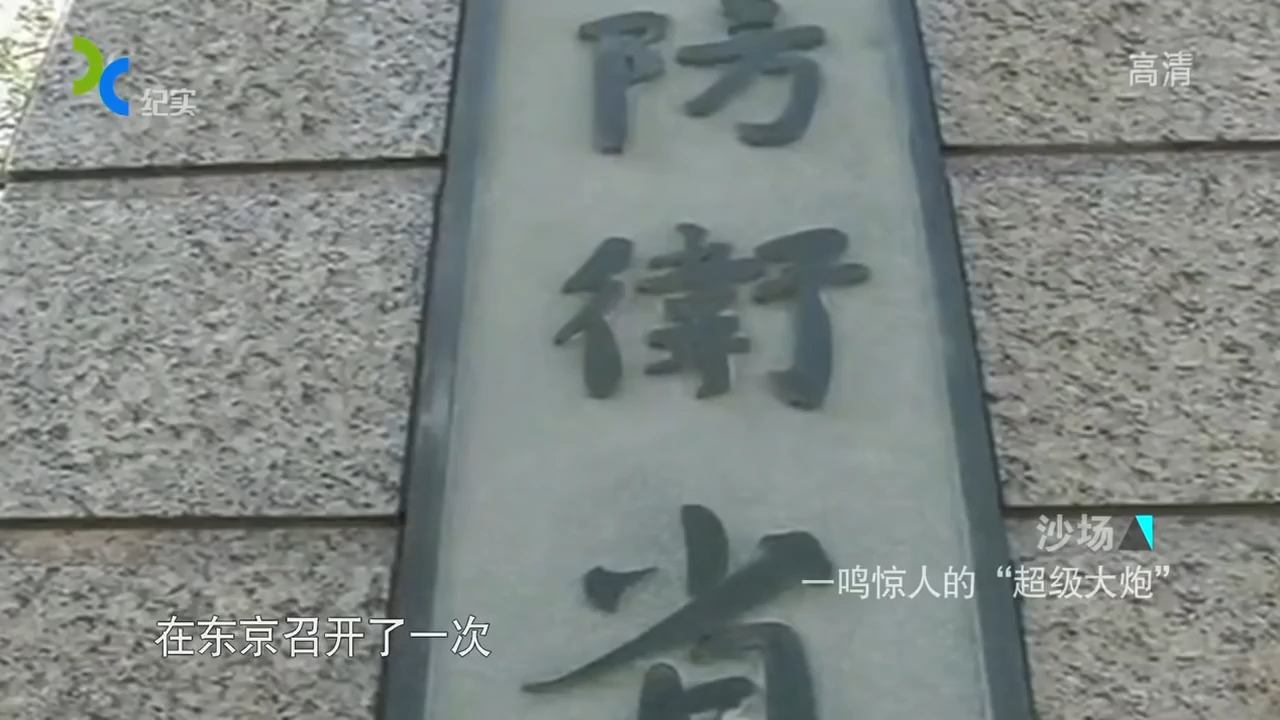 防衛省
纪实
高清
沙场
一鸣惊人的“超级大炮”
在东京召开了一次